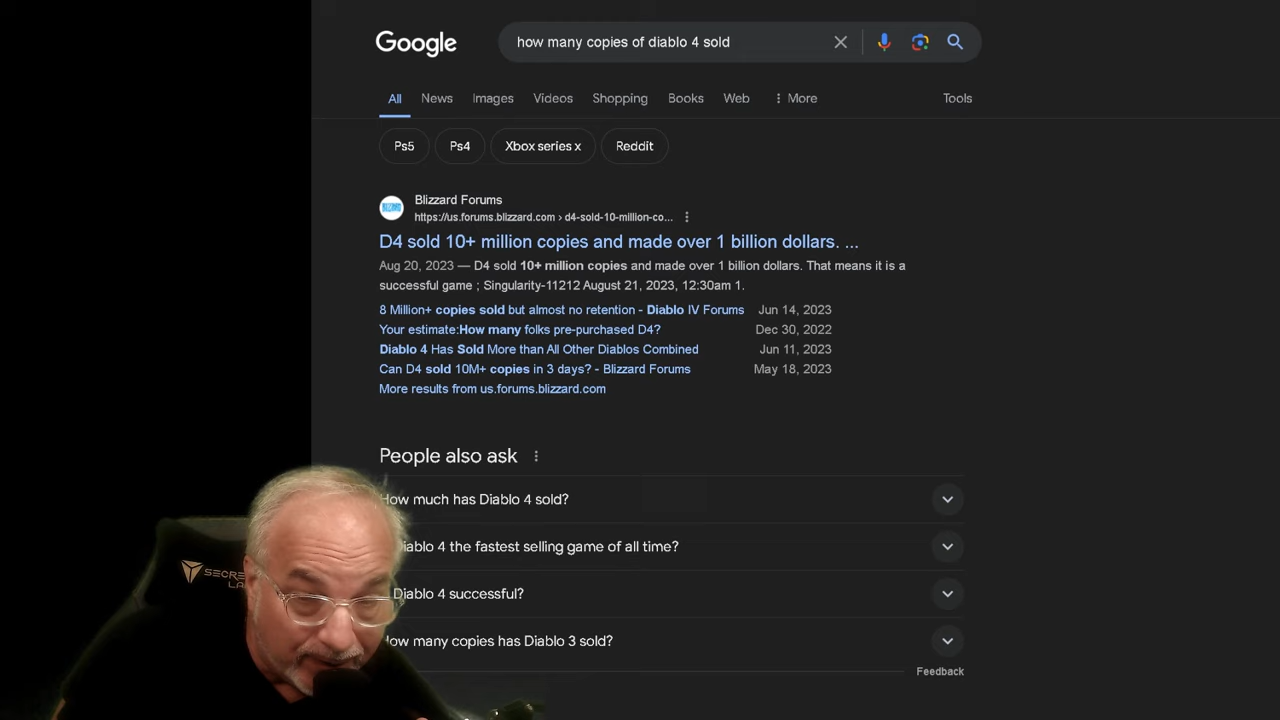 Google
how many copies of diablo 4 sold
All News Images Videos Shopping Books Web More Tools
Ps5 Ps4 Xbox series x Reddit
Blizzard Forums
https://us.forums.blizzard.com › d4-sold-10-million-co...
D4 sold 10+ million copies and made over 1 billion dollars. ...
Aug 20, 2023 — D4 sold 10+ million copies and made over 1 billion dollars. That means it is a
successful game ; Singularity-11212 August 21, 2023, 12:30am 1.
8 Million+ copies sold but almost no retention - Diablo IV Forums Jun 14, 2023
Your estimate:How many folks pre-purchased D4? Dec 30, 2022
Diablo 4 Has Sold More than All Other Diablos Combined Jun 11, 2023
Can D4 sold 10M+ copies in 3 days? - Blizzard Forums May 18, 2023
More results from us.forums.blizzard.com
People also ask
How much has Diablo 4 sold?
Diablo 4 the fastest selling game of all time?
Diablo 4 successful?
How many copies has Diablo 3 sold?
Feedback